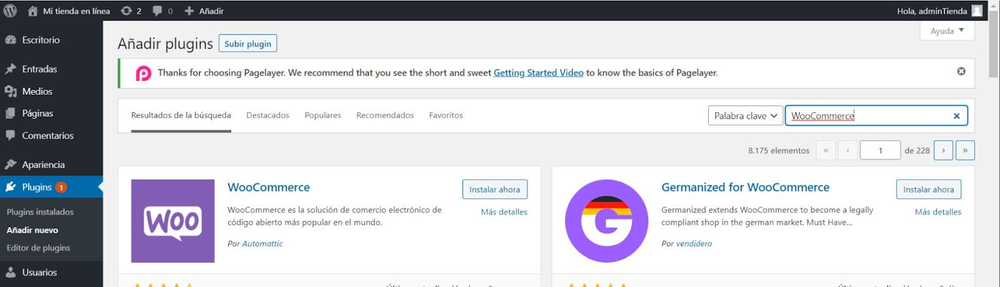 Mi tienda en línea 2 0 Añadir Hola, adminTienda
Ayuda
Escritorio
Entradas
Medios
Páginas
Comentarios
Apariencia
Plugins 1
Plugins instalados
Añadir nuevo
Editor de plugins
Usuarios
Añadir plugins Subir plugin
Thanks for choosing Pagelayer. We recommend that you see the short and sweet Getting Started Video to know the basics of Pagelayer.
Resultados de la búsqueda Destacados Populares Recomendados Favoritos Palabra clave WooCommerce
8.175 elementos « ‹ 1 de 228 › »
WOO
WooCommerce
Instalar ahora
WooCommerce es la solución de comercio electrónico de
código abierto más popular en el mundo.
Más detalles
Por Automattic
G
Germanized for WooCommerce
Instalar ahora
Germanized extends WooCommerce to become a legally
compliant shop in the german market. Must Have...
Más detalles
Por vendidero